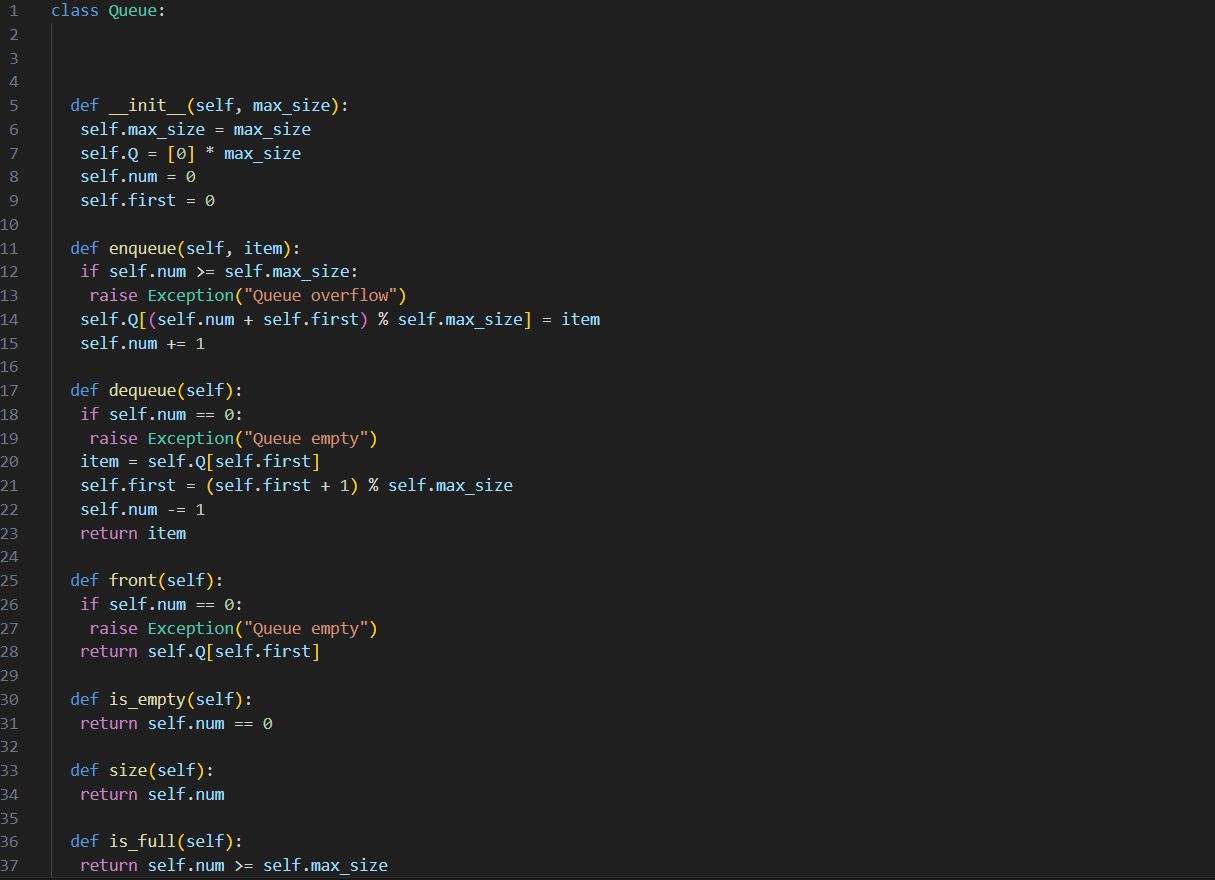 1 class Queue:
2
3
4
5   def __init__(self, max_size):
6    self.max_size = max_size
7    self.Q = [0] * max_size
8    self.num = 0
9    self.first = 0
10
11   def enqueue(self, item):
12    if self.num >= self.max_size:
13     raise Exception("Queue overflow")
14    self.Q[(self.num + self.first) % self.max_size] = item
15    self.num += 1
16
17   def dequeue(self):
18    if self.num == 0:
19     raise Exception("Queue empty")
20    item = self.Q[self.first]
21    self.first = (self.first + 1) % self.max_size
22    self.num -= 1
23    return item
24
25   def front(self):
26    if self.num == 0:
27     raise Exception("Queue empty")
28    return self.Q[self.first]
29
30   def is_empty(self):
31    return self.num == 0
32
33   def size(self):
34    return self.num
35
36   def is_full(self):
37    return self.num >= self.max_size